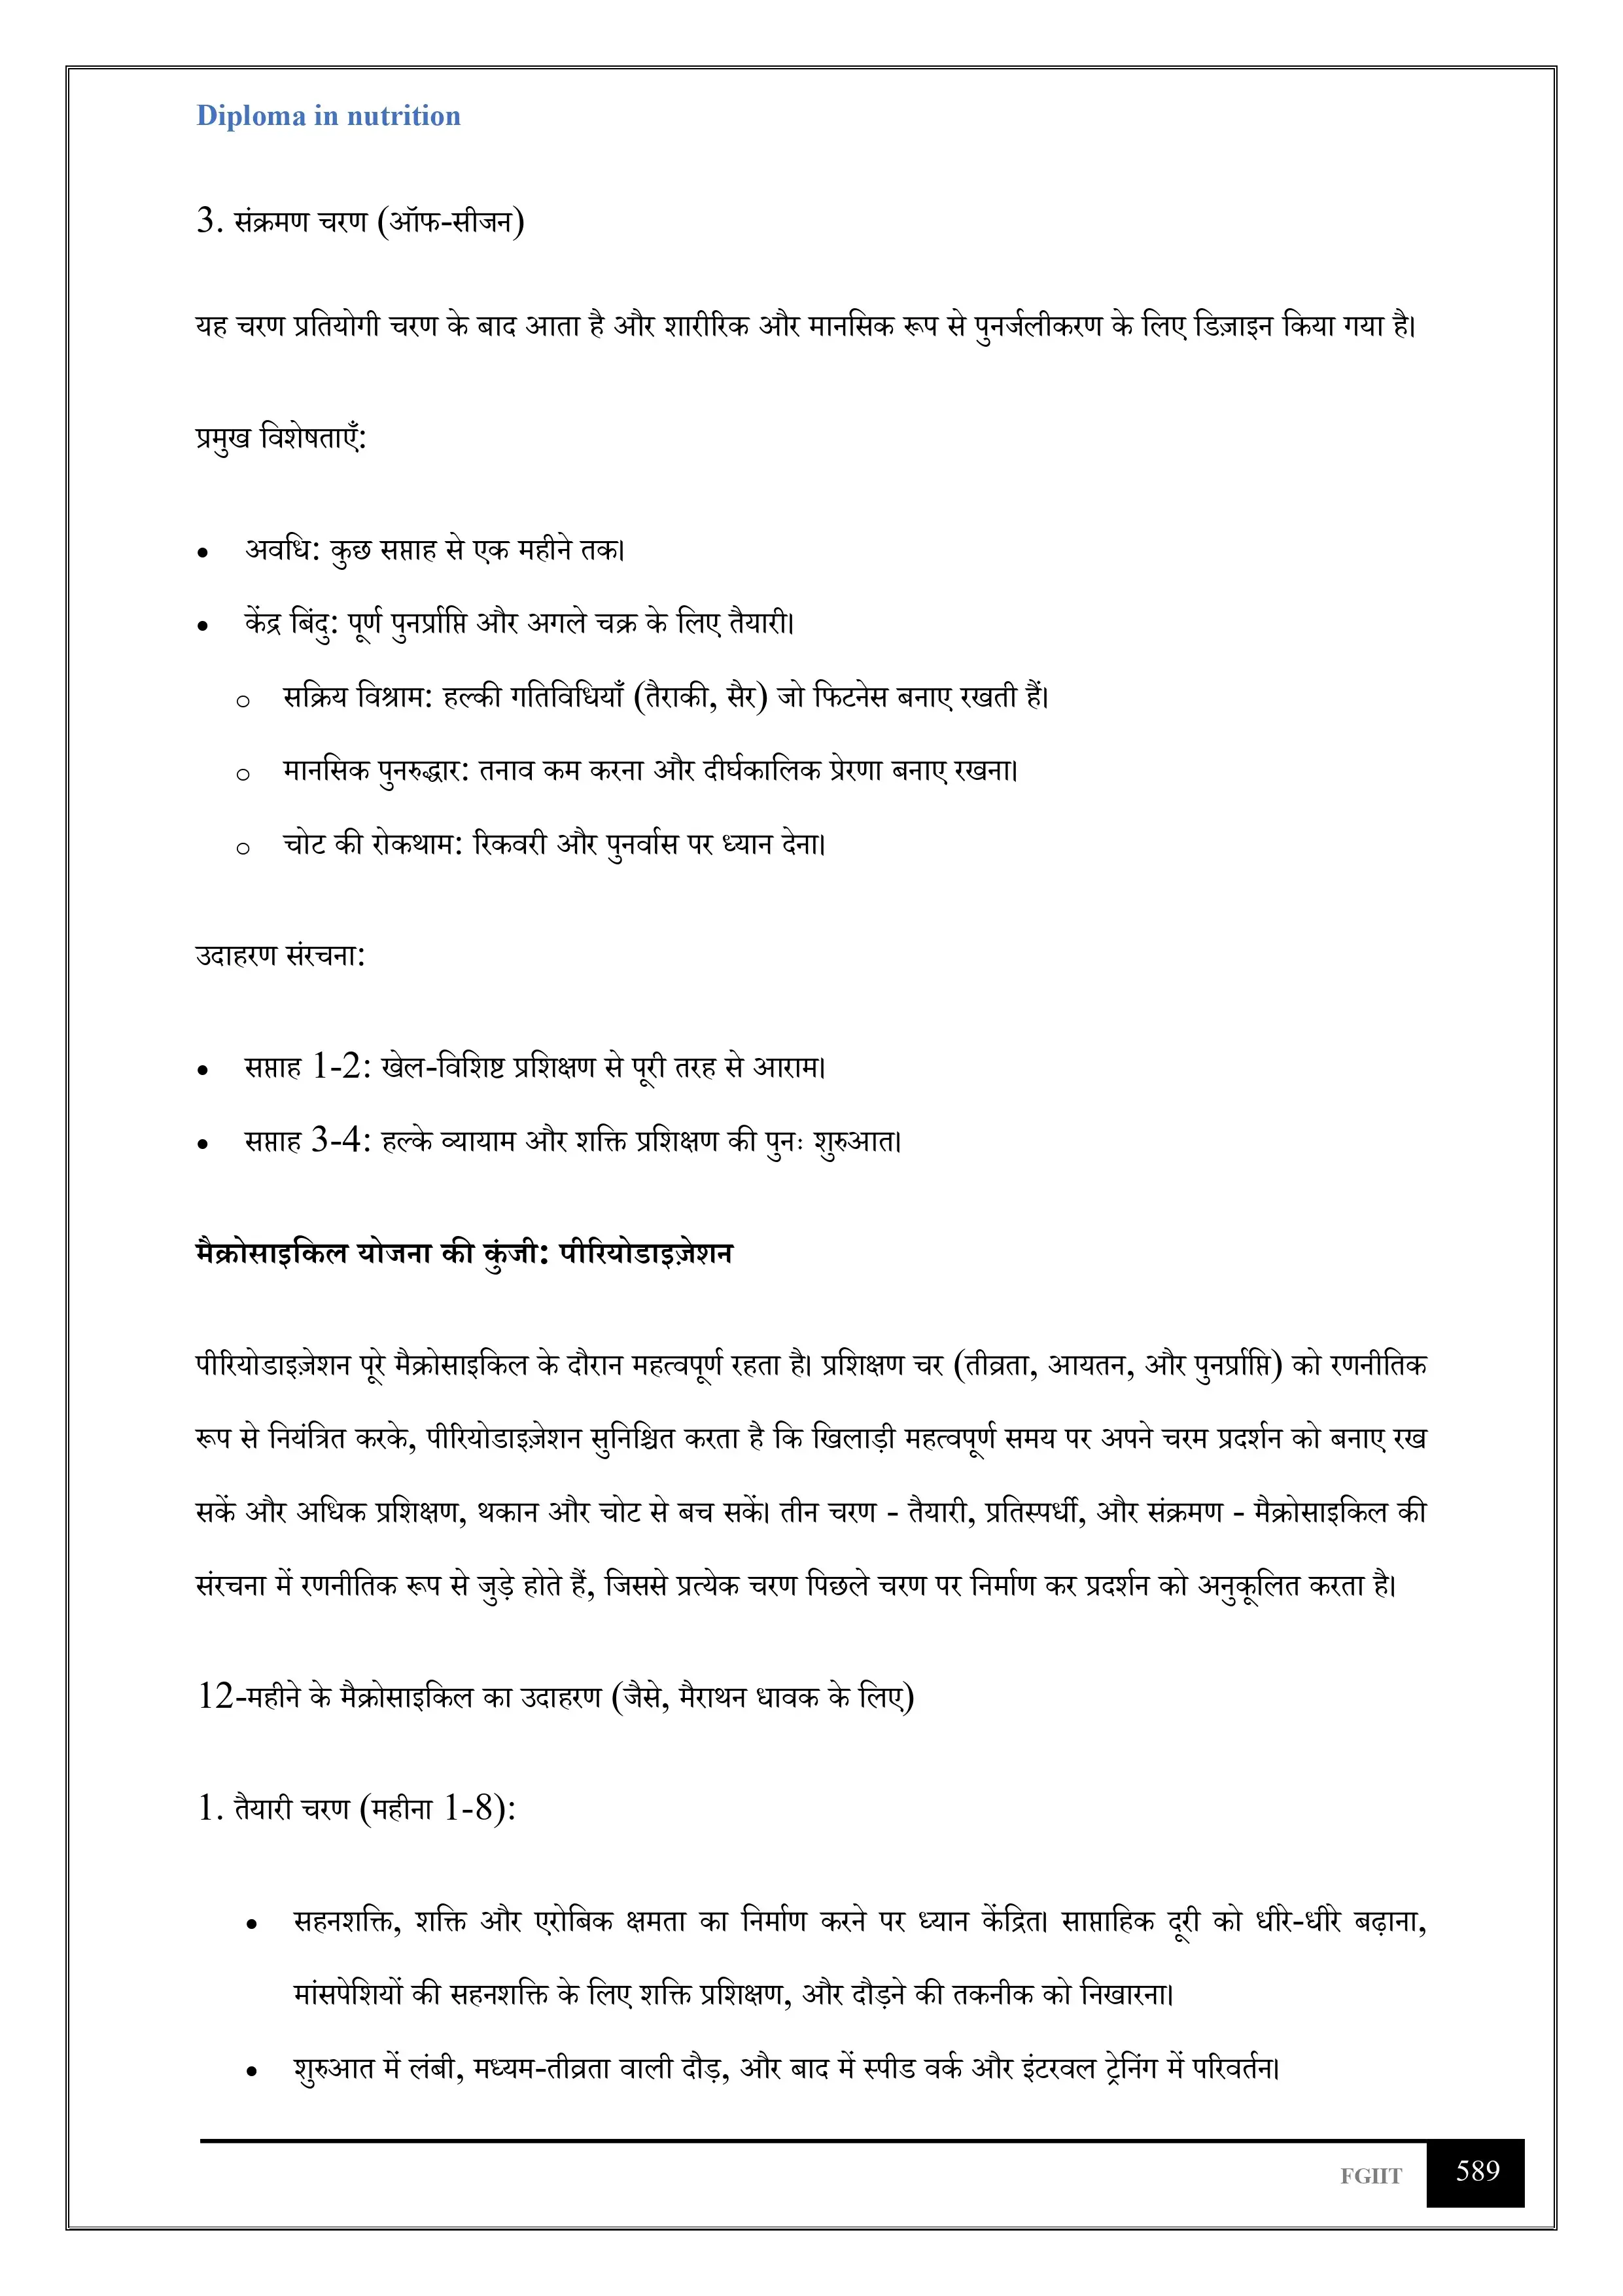 Diploma in nutrition
3. संक्रमण चरण (ऑफ-सीजन)
यह चरण प्रतियोगी चरण के बाद आता है और शारीरिक और मानसिक रूप से पुनर्जलीकरण के लिए डिज़ाइन किया गया है।
प्रमुख विशेषताएँ:
• अवधि: कुछ सप्ताह से एक महीने तक।
• केंद्र बिंदु: पूर्ण पुनर्प्राप्ति और अगले चक्र के लिए तैयारी।
o सक्रिय विश्राम: हल्की गतिविधियाँ (तैराकी, सैर) जो फिटनेस बनाए रखती हैं।
o मानसिक पुनरुद्धार: तनाव कम करना और दीर्घकालिक प्रेरणा बनाए रखना।
o चोट की रोकथाम: रिकवरी और पुनर्वास पर ध्यान देना।
उदाहरण संरचना:
• सप्ताह 1-2: खेल-विशिष्ट प्रशिक्षण से पूरी तरह से आराम।
• सप्ताह 3-4: हल्के व्यायाम और शक्ति प्रशिक्षण की पुनः शुरुआत।
मैक्रोसाइकिल योजना की कुंजी: पीरियोडाइज़ेशन
पीरियोडाइज़ेशन पूरे मैक्रोसाइकिल के दौरान महत्वपूर्ण रहता है। प्रशिक्षण चर (तीव्रता, आयतन, और पुनर्प्राप्ति) को रणनीतिक
रूप से नियंत्रित करके, पीरियोडाइज़ेशन सुनिश्चित करता है कि खिलाड़ी महत्वपूर्ण समय पर अपने चरम प्रदर्शन को बनाए रख
सकें और अधिक प्रशिक्षण, थकान और चोट से बच सकें। तीन चरण - तैयारी, प्रतिस्पर्धी, और संक्रमण - मैक्रोसाइकिल की
संरचना में रणनीतिक रूप से जुड़े होते हैं, जिससे प्रत्येक चरण पिछले चरण पर निर्माण कर प्रदर्शन को अनुकूलित करता है।
12-महीने के मैक्रोसाइकिल का उदाहरण (जैसे, मैराथन धावक के लिए)
1. तैयारी चरण (महीना 1-8):
• सहनशक्ति, शक्ति और एरोबिक क्षमता का निर्माण करने पर ध्यान केंद्रित। साप्ताहिक दूरी को धीरे-धीरे बढ़ाना,
मांसपेशियों की सहनशक्ति के लिए शक्ति प्रशिक्षण, और दौड़ने की तकनीक को निखारना।
• शुरुआत में लंबी, मध्यम-तीव्रता वाली दौड़, और बाद में स्पीड वर्क और इंटरवल ट्रेनिंग में परिवर्तन।
FGIIT 589